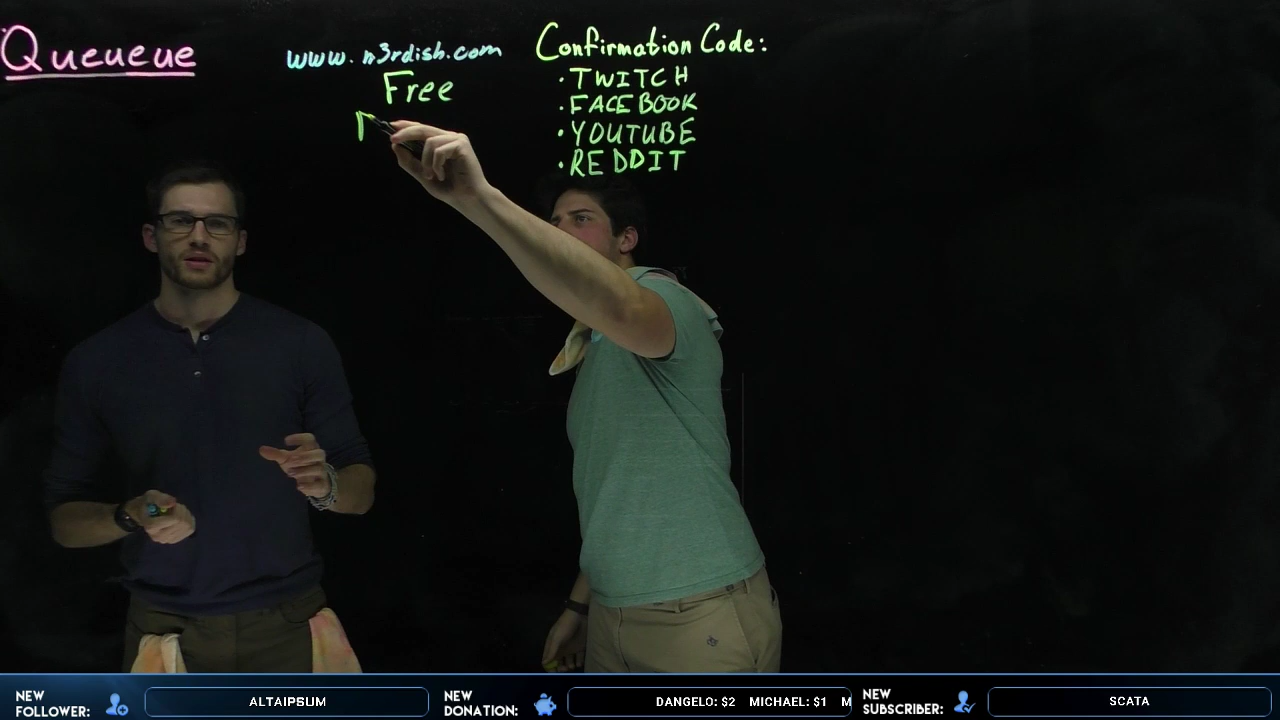 Queueue
www.n3rdish.com
Free
Confirmation Code:
· TWITCH
· FACEBOOK
· YOUTUBE
· REDDIT
NEW FOLLOWER:
ALTAIPSUM
NEW DONATION:
DANGELO: $2 MICHAEL: $1 M
NEW SUBSCRIBER:
SCATA